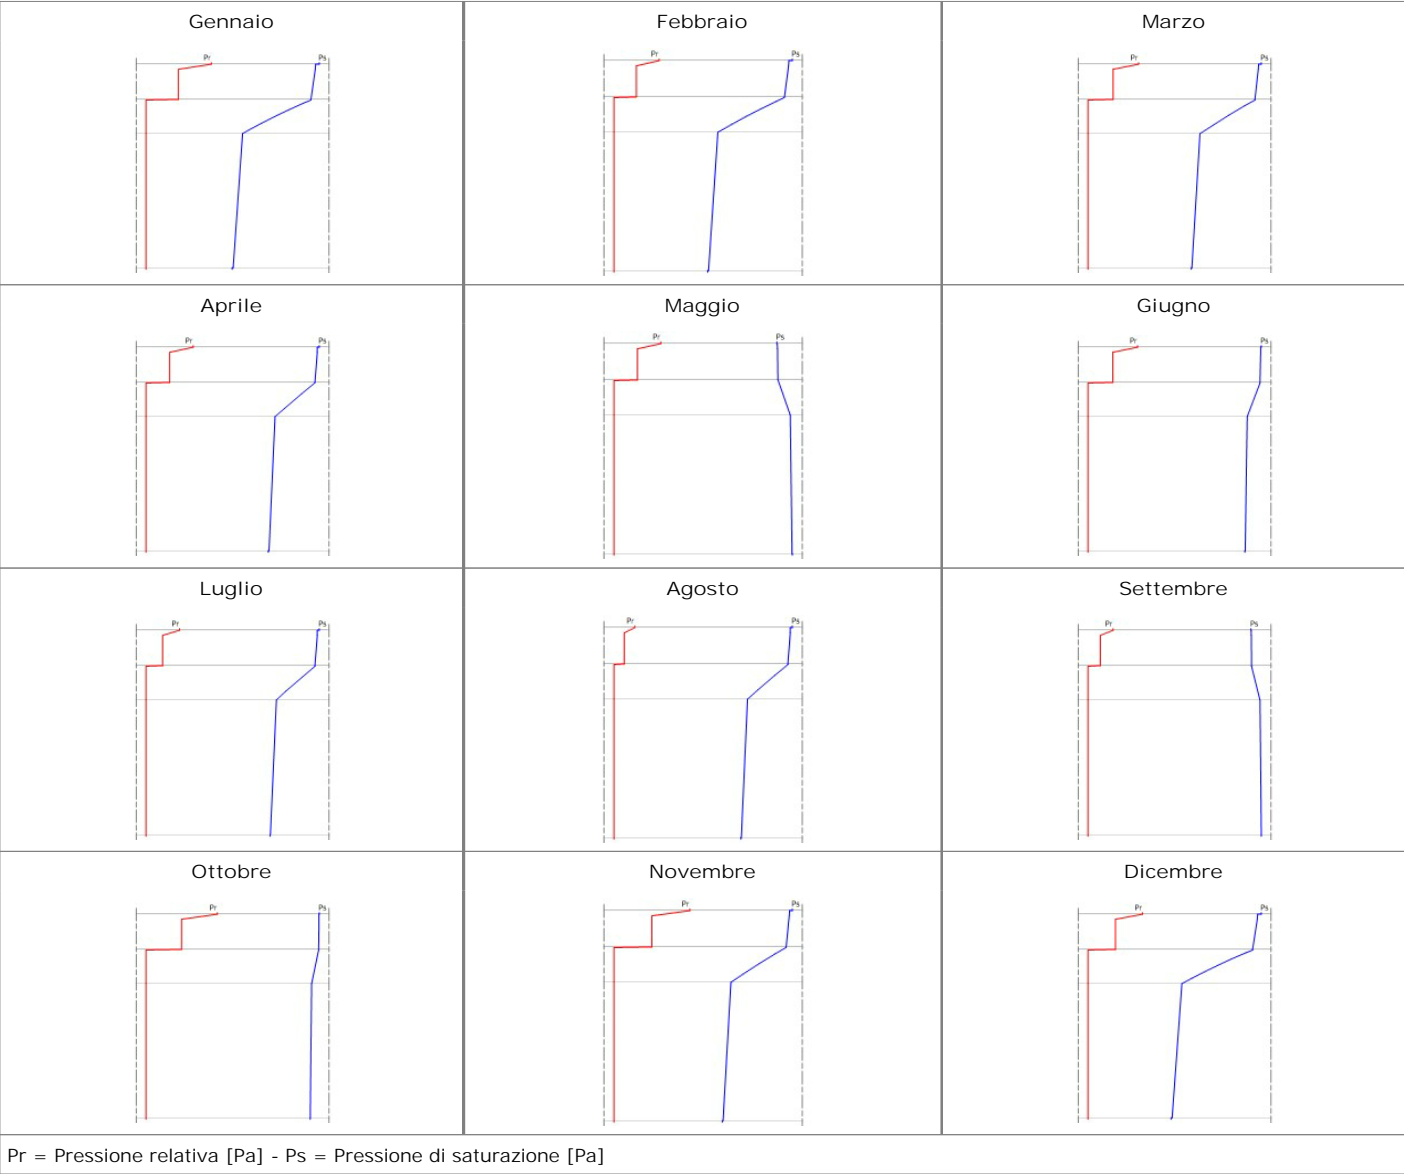 Gennaio
Febbraio
Marzo
Pr
Ps
Pr
Ps
Pr
Ps
Aprile
Maggio
Giugno
Pr
Ps
Pr
Ps
Pr
Ps
Luglio
Agosto
Settembre
Pr
Ps
Pr
Ps
Pr
Ps
Ottobre
Novembre
Dicembre
Pr
Ps
Pr
Ps
Pr
Ps
Pr = Pressione relativa [Pa] - Ps = Pressione di saturazione [Pa]